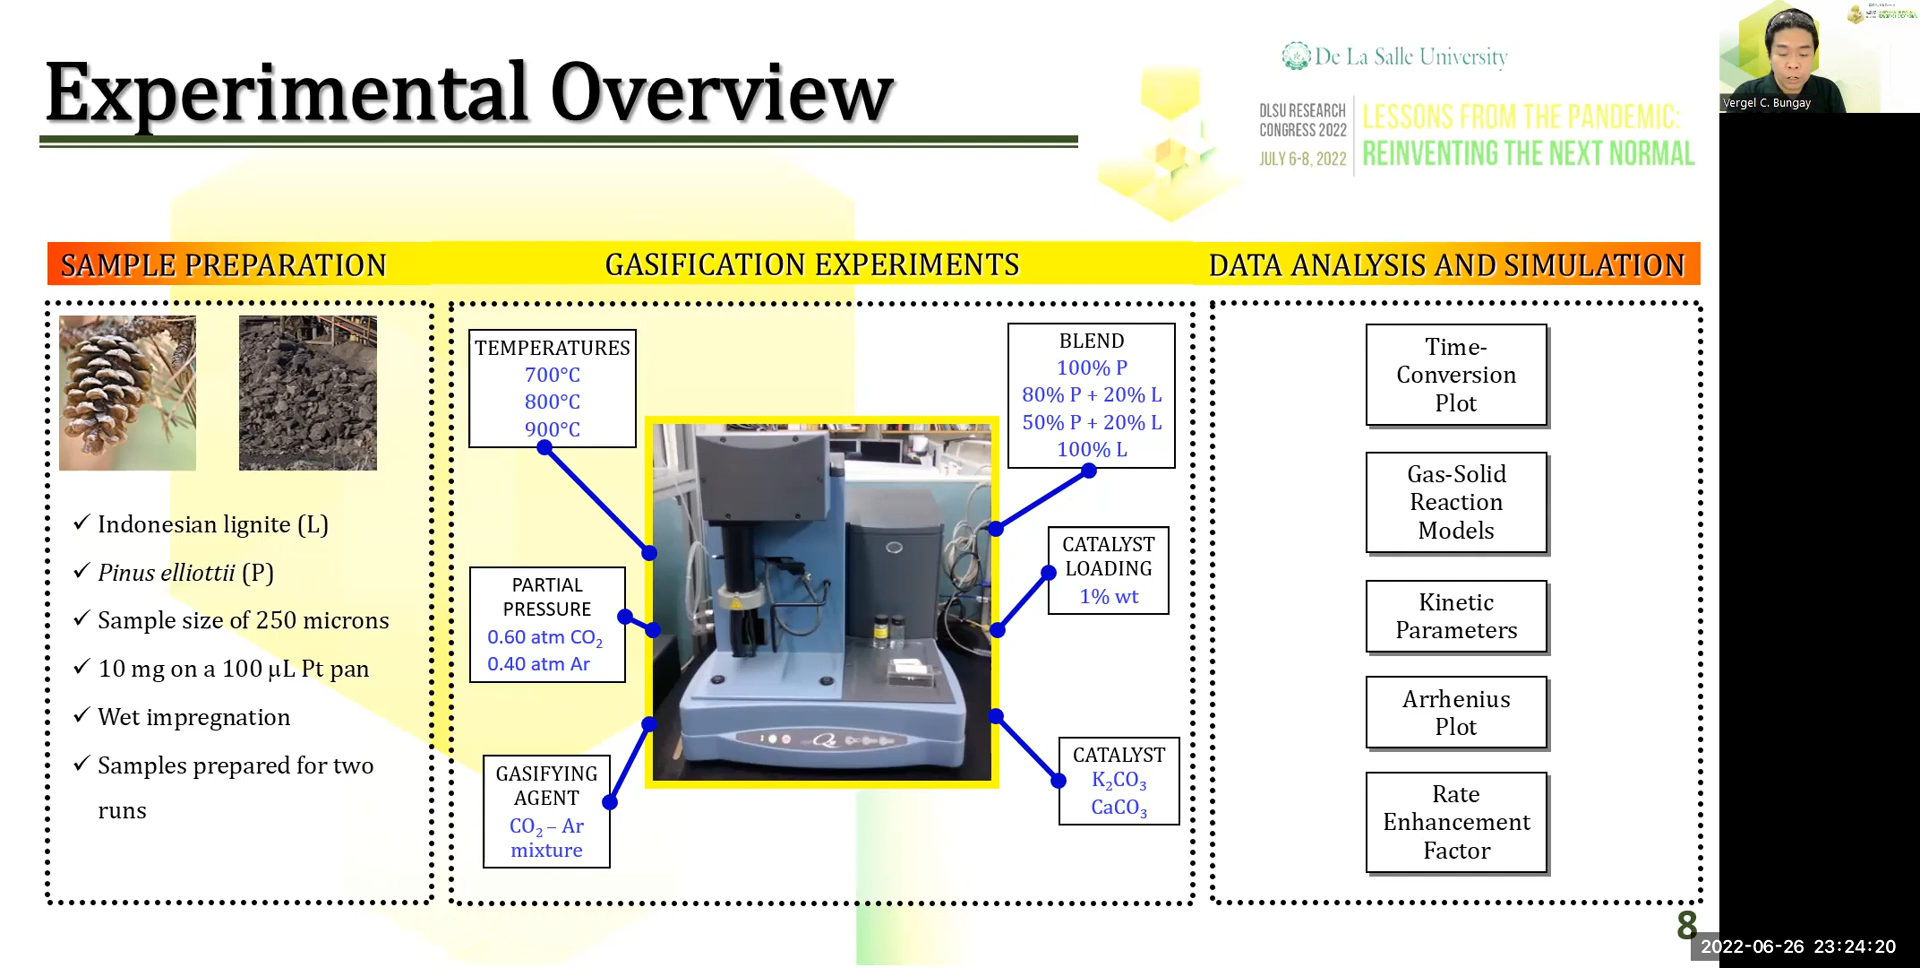 Experimental Overview
De La Salle University
DLSU RESEARCH
CONGRESS 2022
JULY 6-8, 2022
LESSONS FROM THE PANDEMIC:
REINVENTING THE NEXT NORMAL
Vergel C. Bungay
SAMPLE PREPARATION
GASIFICATION EXPERIMENTS
DATA ANALYSIS AND SIMULATION
✓ Indonesian lignite (L)
✓ Pinus elliottii (P)
✓ Sample size of 250 microns
✓ 10 mg on a 100 µL Pt pan
✓ Wet impregnation
✓ Samples prepared for two
runs
TEMPERATURES
700°C
800°C
900°C
PARTIAL
PRESSURE
0.60 atm CO₂
0.40 atm Ar
GASIFYING
AGENT
CO₂ – Ar
mixture
BLEND
100% P
80% P + 20% L
50% P + 20% L
100% L
CATALYST
LOADING
1% wt
CATALYST
K₂CO₃
CaCO₃
Time-
Conversion
Plot
Gas-Solid
Reaction
Models
Kinetic
Parameters
Arrhenius
Plot
Rate
Enhancement
Factor
8
2022-06-26 23:24:20